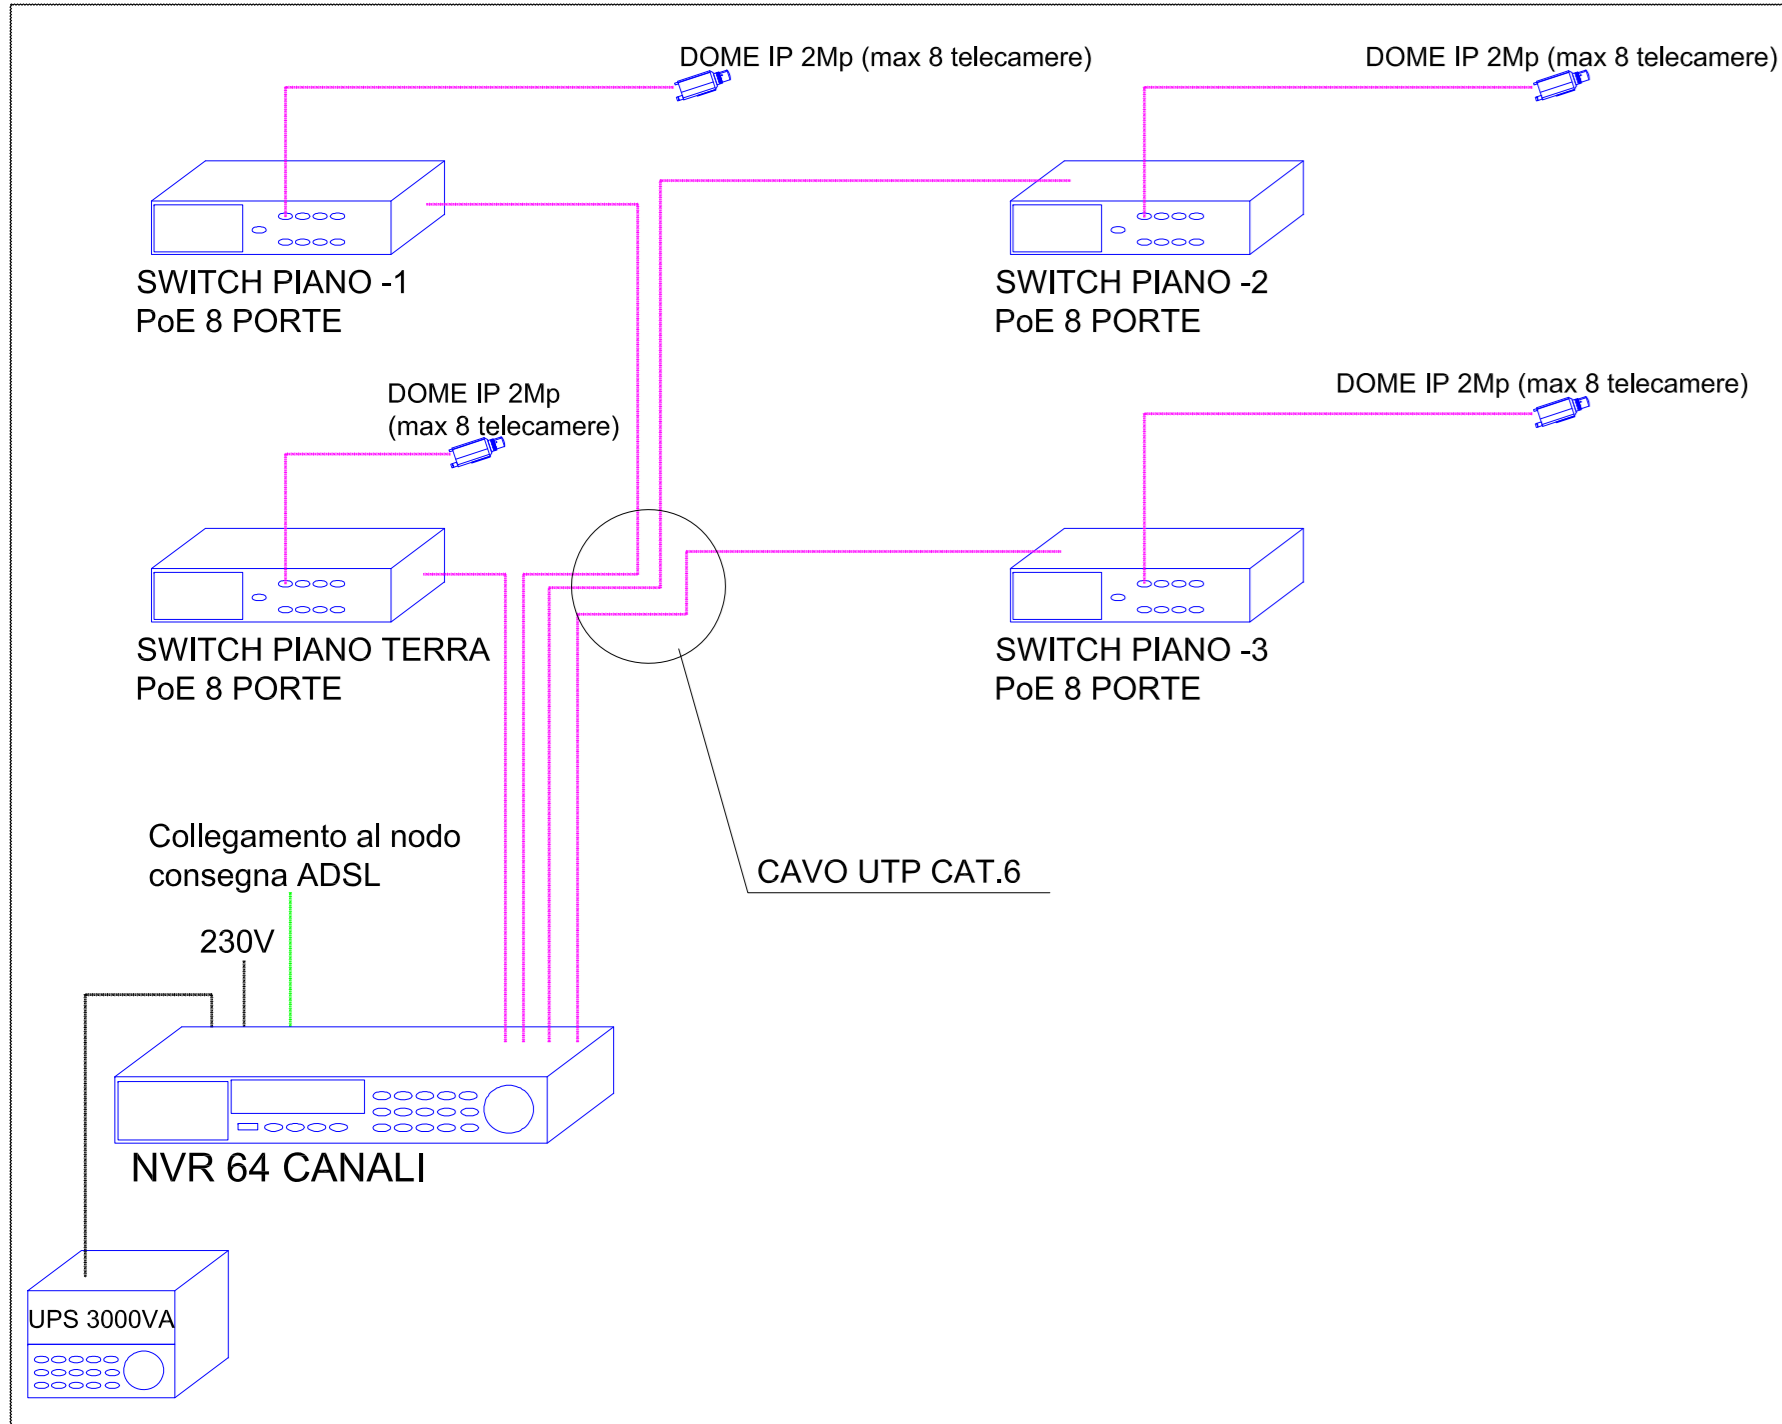 DOME IP 2Mp (max 8 telecamere)
DOME IP 2Mp (max 8 telecamere)
SWITCH PIANO -1
PoE 8 PORTE
SWITCH PIANO -2
PoE 8 PORTE
DOME IP 2Mp
(max 8 telecamere)
DOME IP 2Mp (max 8 telecamere)
SWITCH PIANO TERRA
PoE 8 PORTE
SWITCH PIANO -3
PoE 8 PORTE
Collegamento al nodo
consegna ADSL
CAVO UTP CAT.6
230V
NVR 64 CANALI
UPS 3000VA